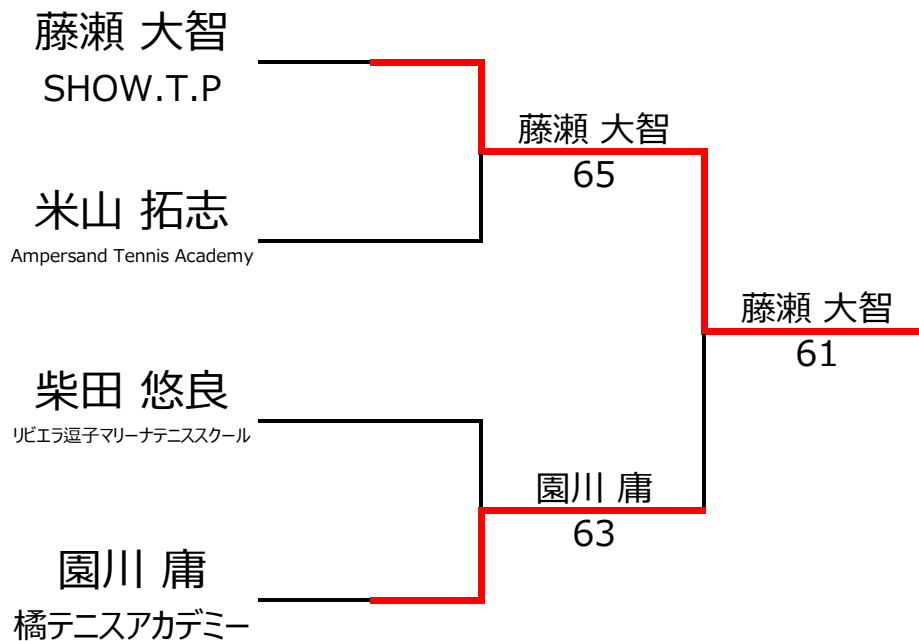 藤瀬 大智
SHOW.T.P
米山 拓志
Ampersand Tennis Academy
柴田 悠良
リビエラ逗子マリーナテニススクール
園川 庸
橘テニスアカデミー
藤瀬 大智
65
園川 庸
63
藤瀬 大智
61